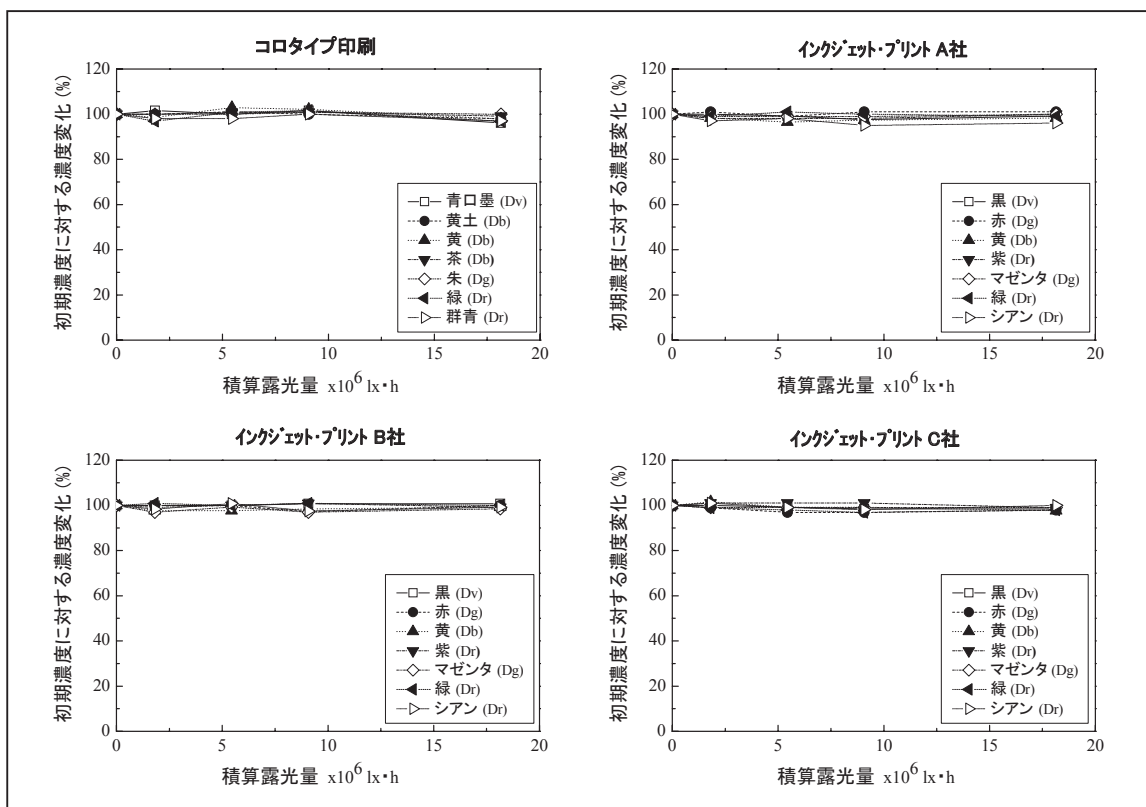 コロタイプ印刷
初期濃度に対する濃度変化 (%)
120
100
80
60
40
20
0
青口墨 (Dv)
黄土 (Db)
黄 (Db)
茶 (Db)
朱 (Dg)
緑 (Dr)
群青 (Dr)
0 5 10 15 20
積算露光量 x10⁶ lx・h
インクジェット・プリント A社
初期濃度に対する濃度変化 (%)
120
100
80
60
40
20
0
黒 (Dv)
赤 (Dg)
黄 (Db)
紫 (Dr)
マゼンタ (Dg)
緑 (Dr)
シアン (Dr)
0 5 10 15 20
積算露光量 x10⁶ lx・h
インクジェット・プリント B社
初期濃度に対する濃度変化 (%)
120
100
80
60
40
20
0
黒 (Dv)
赤 (Dg)
黄 (Db)
紫 (Dr)
マゼンタ (Dg)
緑 (Dr)
シアン (Dr)
0 5 10 15 20
積算露光量 x10⁶ lx・h
インクジェット・プリント C社
初期濃度に対する濃度変化 (%)
120
100
80
60
40
20
0
黒 (Dv)
赤 (Dg)
黄 (Db)
紫 (Dr)
マゼンタ (Dg)
緑 (Dr)
シアン (Dr)
0 5 10 15 20
積算露光量 x10⁶ lx・h